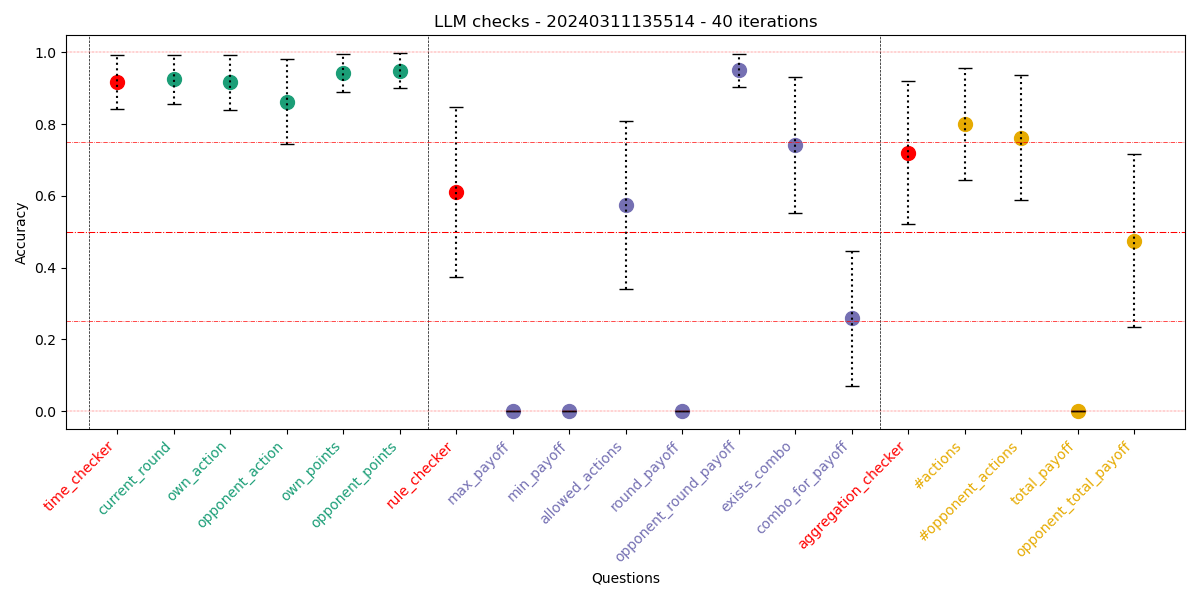 LLM checks - 20240311135514 - 40 iterations
Accuracy
1.0
0.8
0.6
0.4
0.2
0.0
time_checker
current_round
own_action
opponent_action
own_points
opponent_points
rule_checker
max_payoff
min_payoff
allowed_actions
round_payoff
opponent_round_payoff
exists_combo
combo_for_payoff
aggregation_checker
#actions
#opponent_actions
total_payoff
opponent_total_payoff
Questions